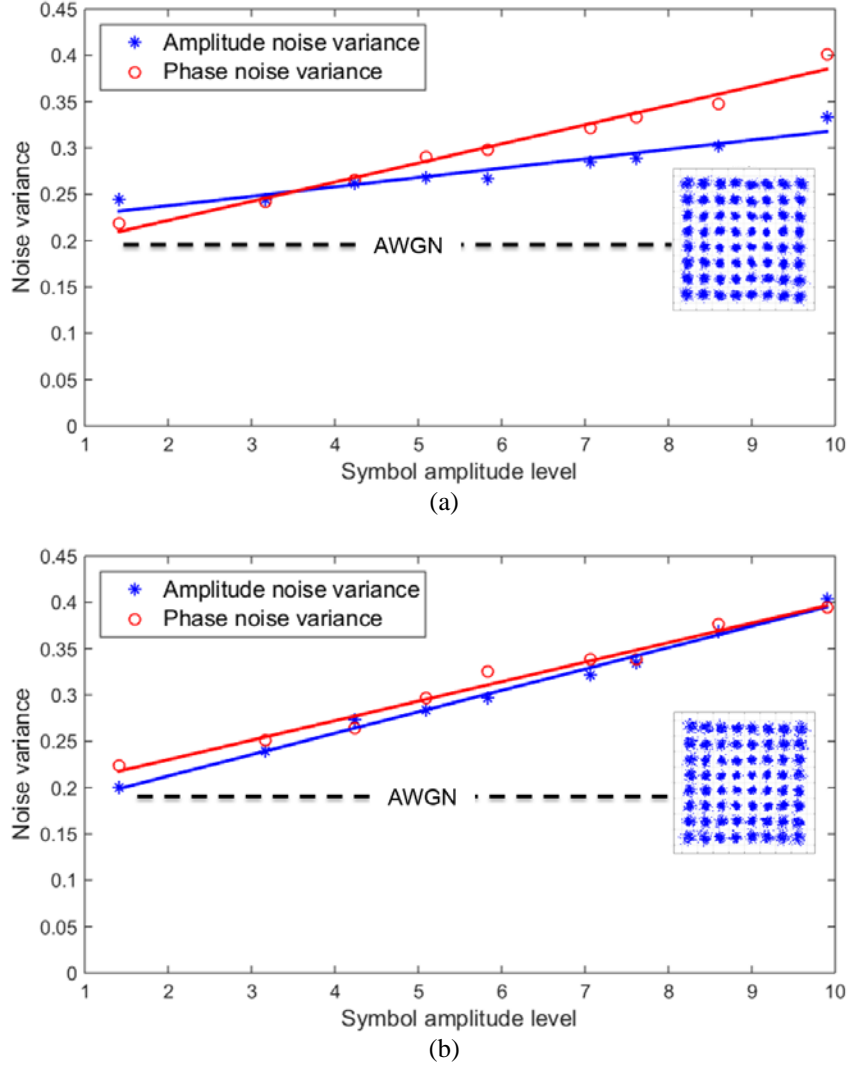 0.45
Amplitude noise variance
0.4
Phase noise variance
0.35
0.3
0.25
0.2
AWGN
0.15
0.1
0.05
0
Noise variance
1 2 3 4 5 6 7 8 9 10
Symbol amplitude level
(a)
0.45
Amplitude noise variance
0.4
Phase noise variance
0.35
0.3
0.25
0.2
AWGN
0.15
0.1
0.05
0
Noise variance
1 2 3 4 5 6 7 8 9 10
Symbol amplitude level
(b)